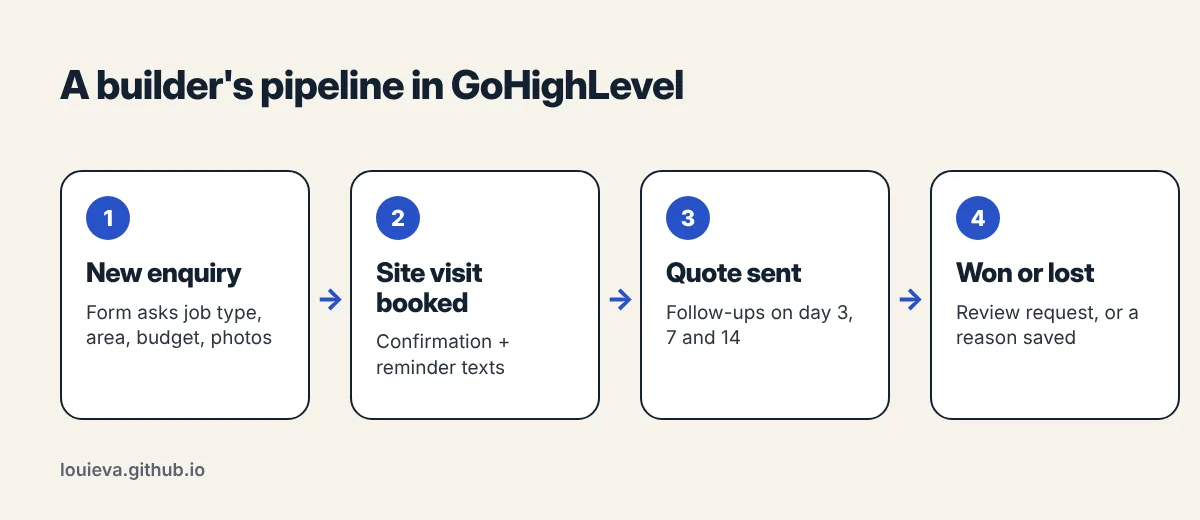 A builder's pipeline in GoHighLevel
1
New enquiry
Form asks job type,
area, budget, photos
→
2
Site visit
booked
Confirmation +
reminder texts
→
3
Quote sent
Follow-ups on day 3,
7 and 14
→
4
Won or lost
Review request, or a
reason saved
louieva.github.io